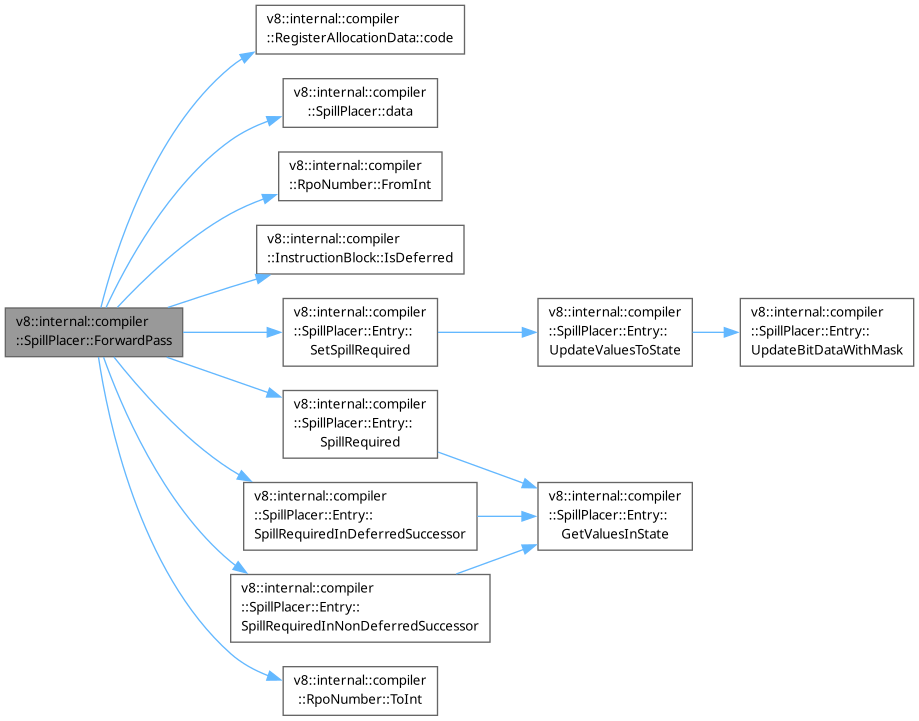 v8::internal::compiler
::RegisterAllocationData::code
v8::internal::compiler
::SpillPlacer::data
v8::internal::compiler
::RpoNumber::FromInt
v8::internal::compiler
::InstructionBlock::IsDeferred
v8::internal::compiler
::SpillPlacer::ForwardPass
v8::internal::compiler
::SpillPlacer::Entry::
SetSpillRequired
v8::internal::compiler
::SpillPlacer::Entry::
UpdateValuesToState
v8::internal::compiler
::SpillPlacer::Entry::
UpdateBitDataWithMask
v8::internal::compiler
::SpillPlacer::Entry::
SpillRequired
v8::internal::compiler
::SpillPlacer::Entry::
SpillRequiredInDeferredSuccessor
v8::internal::compiler
::SpillPlacer::Entry::
GetValuesInState
v8::internal::compiler
::SpillPlacer::Entry::
SpillRequiredInNonDeferredSuccessor
v8::internal::compiler
::RpoNumber::ToInt